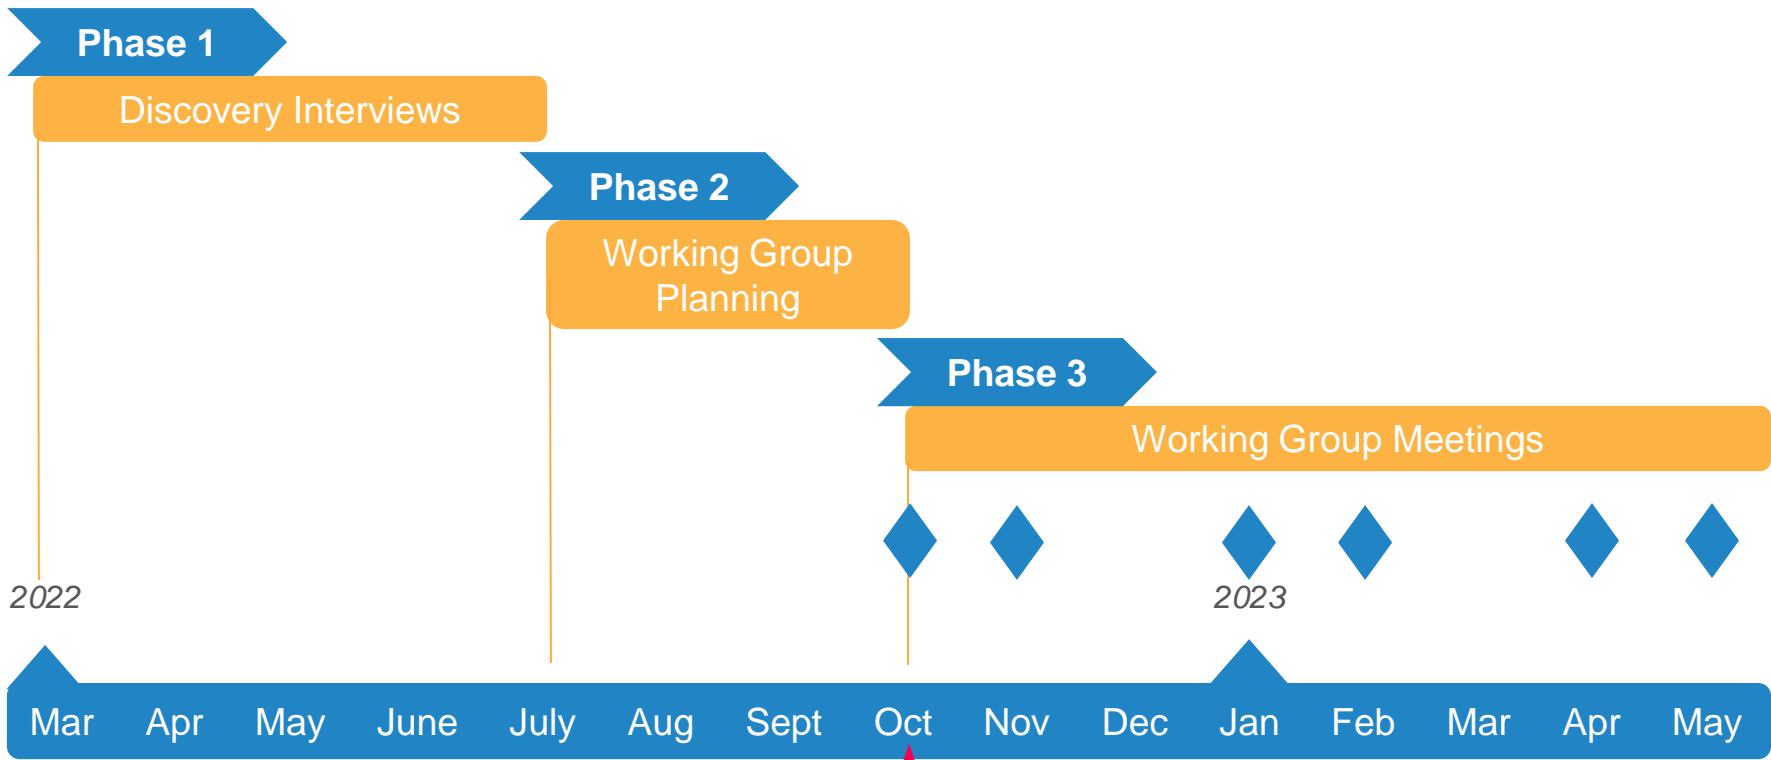 Phase 1
Discovery Interviews
Phase 2
Working Group
Planning
Phase 3
Working Group Meetings
2022
2023
Mar Apr May June July Aug Sept Oct Nov Dec Jan Feb Mar Apr May